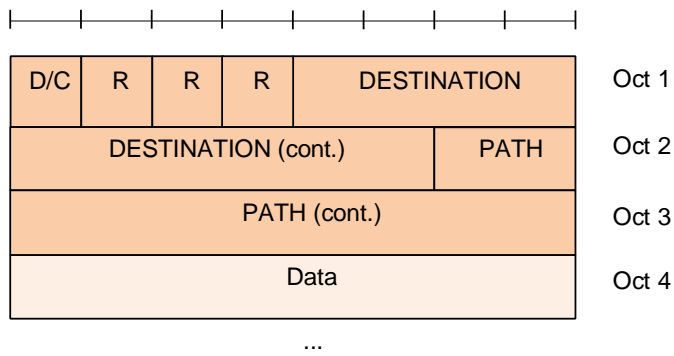 D/C R R R DESTINATION Oct 1
DESTINATION (cont.) PATH Oct 2
PATH (cont.) Oct 3
Data Oct 4
...